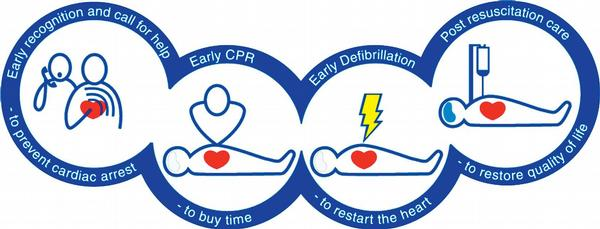 Early recognition and call for help
- to prevent cardiac arrest
Early CPR
- to buy time
Early Defibrillation
- to restart the heart
Post resuscitation care
- to restore quality of life